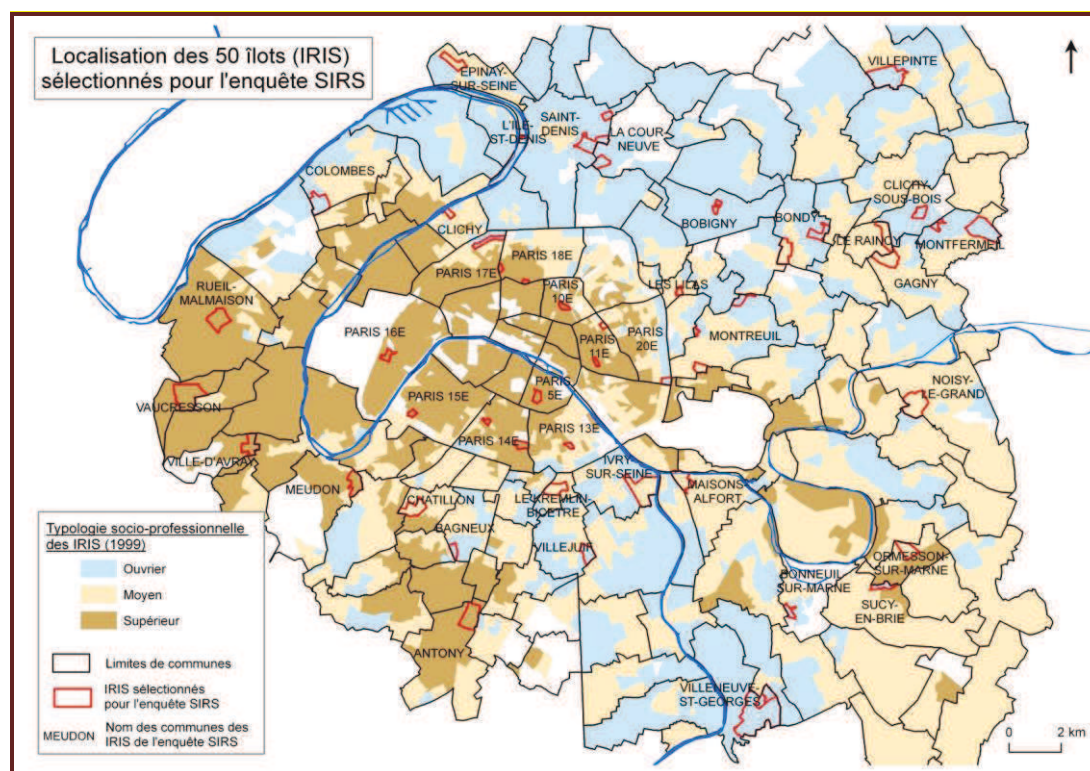 Localisation des 50 îlots (IRIS)
sélectionnés pour l'enquête SIRS
EPINAY-
SUR-SEINE
VILLEPINTE
L'ILE-
ST-DENIS
SAINT-
DENIS
LA COUR-
NEUVE
COLOMBES
CLICHY-
SOUS-BOIS
BOBIGNY
BONDY
CLICHY
LE RAINCY
MONTFERMEIL
PARIS 18E
PARIS 17E
RUEIL-
MALMAISON
PARIS
10E
LES LILAS
GAGNY
PARIS 16E
PARIS
11E
PARIS
20E
MONTREUIL
NOISY-
LE-GRAND
VAUCRESSON
PARIS 15E
PARIS
5E
PARIS 14E
PARIS 13E
VILLE-D'AVRAY
IVRY-
SUR-SEINE
MEUDON
MAISONS-
ALFORT
CHATILLON
LE KREMLIN-
BICETRE
BAGNEUX
VILLEJUIF
ORMESSON-
SUR-MARNE
BONNEUIL-
SUR-MARNE
SUCY-
EN-BRIE
ANTONY
VILLENEUVE-
ST-GEORGES
Typologie socio-professionnelle
des IRIS (1999)
Ouvrier
Moyen
Supérieur
Limites de communes
IRIS sélectionnés
pour l'enquête SIRS
MEUDON Nom des communes des
IRIS de l'enquête SIRS
0 2 km